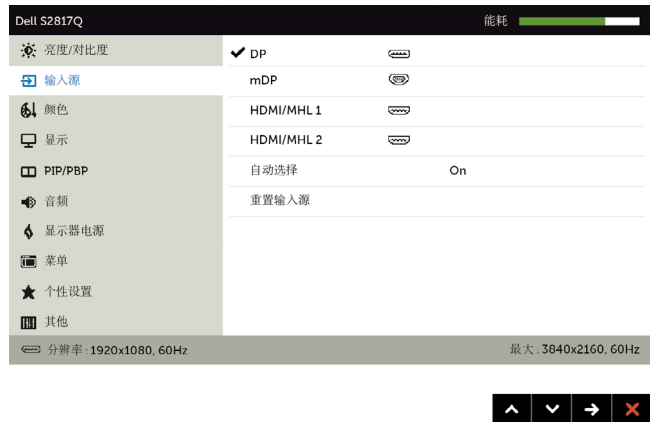 Dell S2817Q 能耗
亮度/对比度 DP
输入源 mDP
颜色 HDMI/MHL 1
显示 HDMI/MHL 2
PIP/PBP 自动选择 On
音频 重置输入源
显示器电源
菜单
个性设置
其他
分辨率:1920x1080, 60Hz 最大:3840x2160, 60Hz